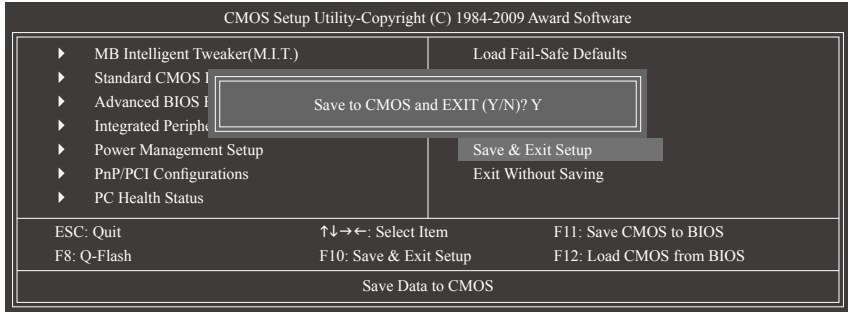 CMOS Setup Utility-Copyright (C) 1984-2009 Award Software
MB Intelligent Tweaker(M.I.T.)
Standard CMOS
Advanced BIOS
Integrated
Power Management Setup
PnP/PCI Configurations
PC Health Status
Load Fail-Safe Defaults
Save & Exit Setup
Exit Without Saving
Save to CMOS and EXIT (Y/N)? Y
ESC: Quit ↑↓→←: Select Item F11: Save CMOS to BIOS
F8: Q-Flash F10: Save & Exit Setup F12: Load CMOS from BIOS
Save Data to CMOS